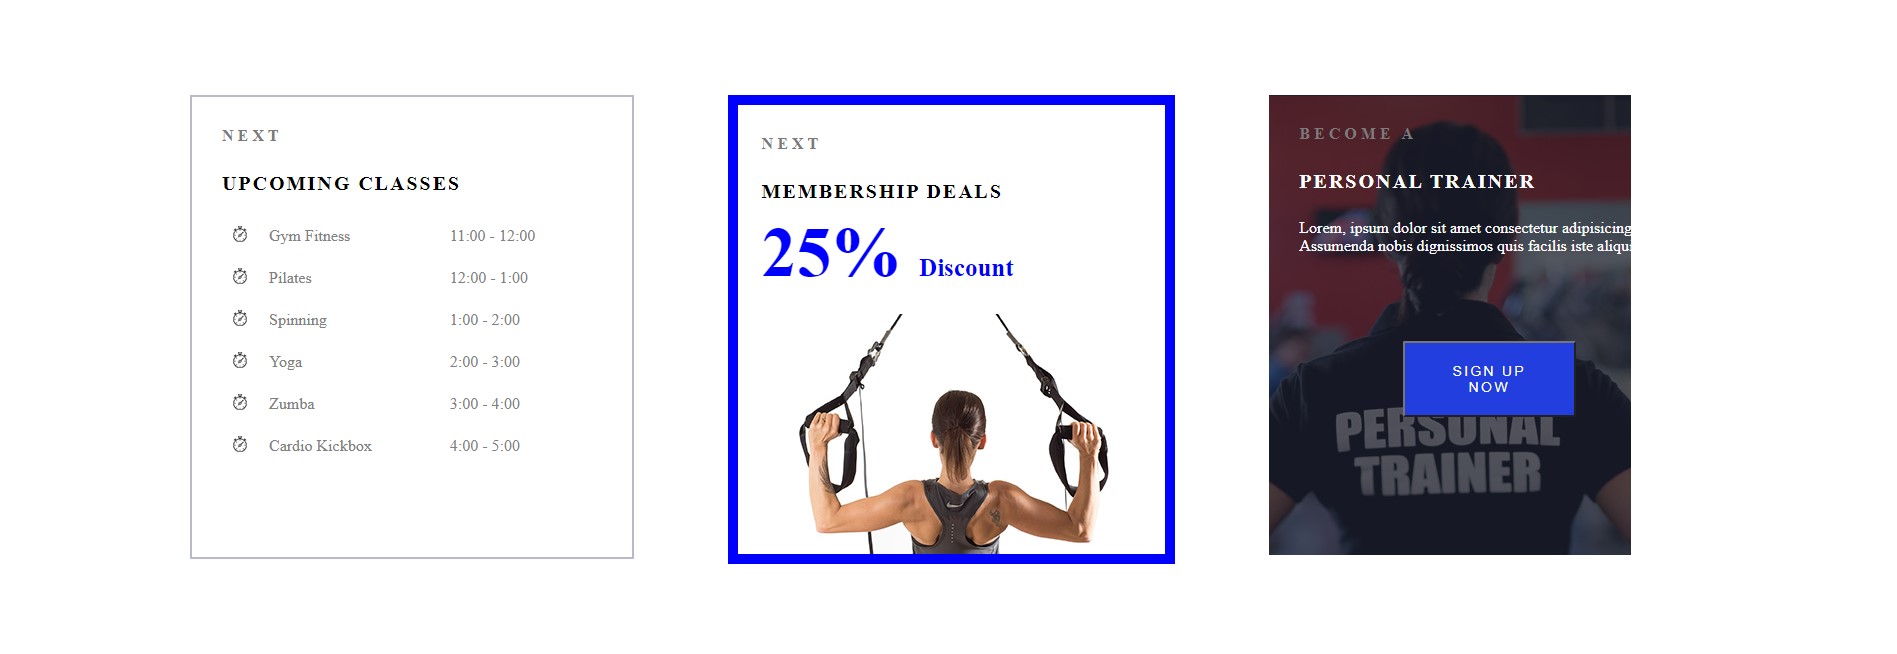 NEXT
UPCOMING CLASSES
Gym Fitness 11:00 - 12:00
Pilates 12:00 - 1:00
Spinning 1:00 - 2:00
Yoga 2:00 - 3:00
Zumba 3:00 - 4:00
Cardio Kickbox 4:00 - 5:00
NEXT
MEMBERSHIP DEALS
25% Discount
BECOME A
PERSONAL TRAINER
Lorem, ipsum dolor sit amet consectetur adipisicing
Assumenda nobis dignissimos quis facilis iste
SIGN UP
NOW
PERSONAL
TRAINER